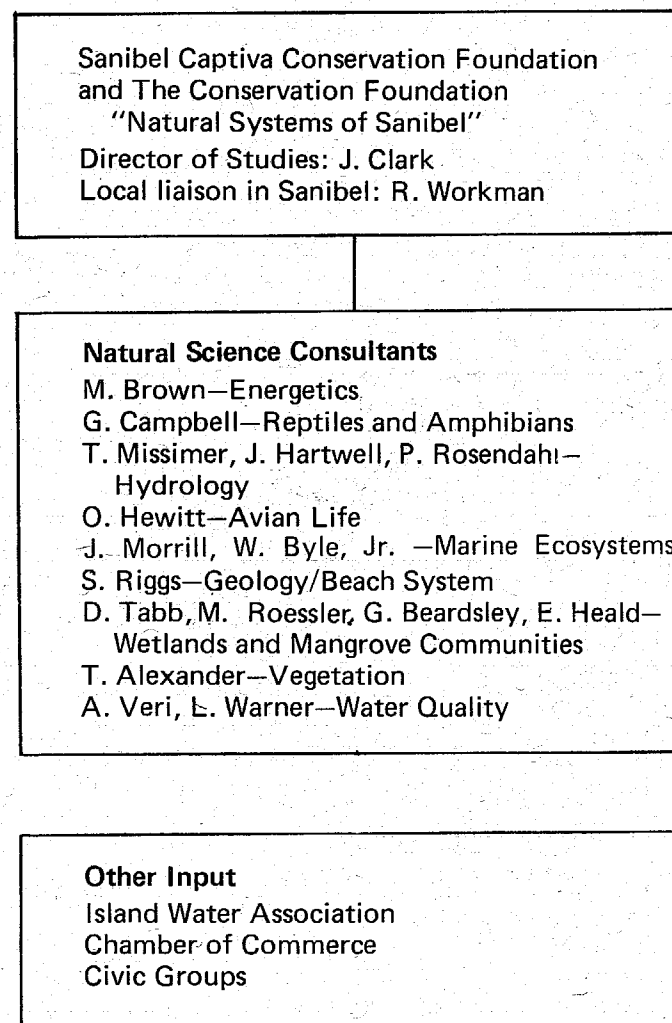 Sanibel Captiva Conservation Foundation
and The Conservation Foundation
"Natural Systems of Sanibel"
Director of Studies: J. Clark
Local liaison in Sanibel: R. Workman
Natural Science Consultants
M. Brown—Energetics
G. Campbell—Reptiles and Amphibians
T. Missimer, J. Hartwell, P. Rosendahl—
Hydrology
O. Hewitt—Avian Life
J. Morrill, W. Byle, Jr. —Marine Ecosystems
S. Riggs—Geology/Beach System
D. Tabb, M. Roessler, G. Beardsley, E. Heald—
Wetlands and Mangrove Communities
T. Alexander—Vegetation
A. Veri, L. Warner—Water Quality
Other Input
Island Water Association
Chamber of Commerce
Civic Groups